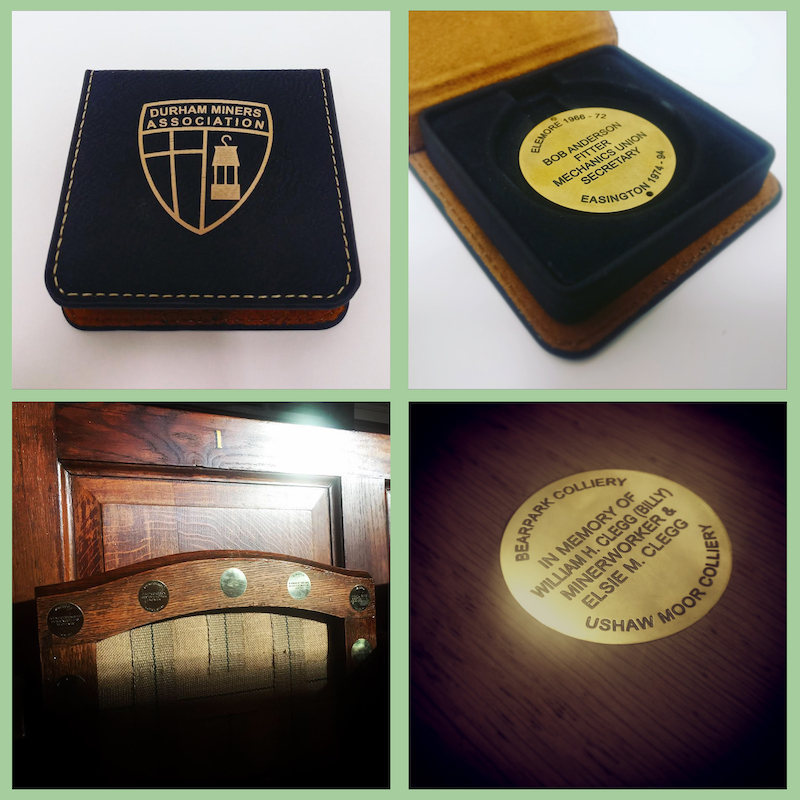 DURHAM MINERS
ASSOCIATION
ELEMORE 1966 - 72
BOB ANDERSON
FITTER
MECHANICS UNION
SECRETARY
EASINGTON 1974 - 94
1
BEARPARK COLLIERY
IN MEMORY OF
WILLIAM H. CLEGG (BILLY)
MINERWORKER &
ELSIE M. CLEGG
USHAW MOOR COLLIERY